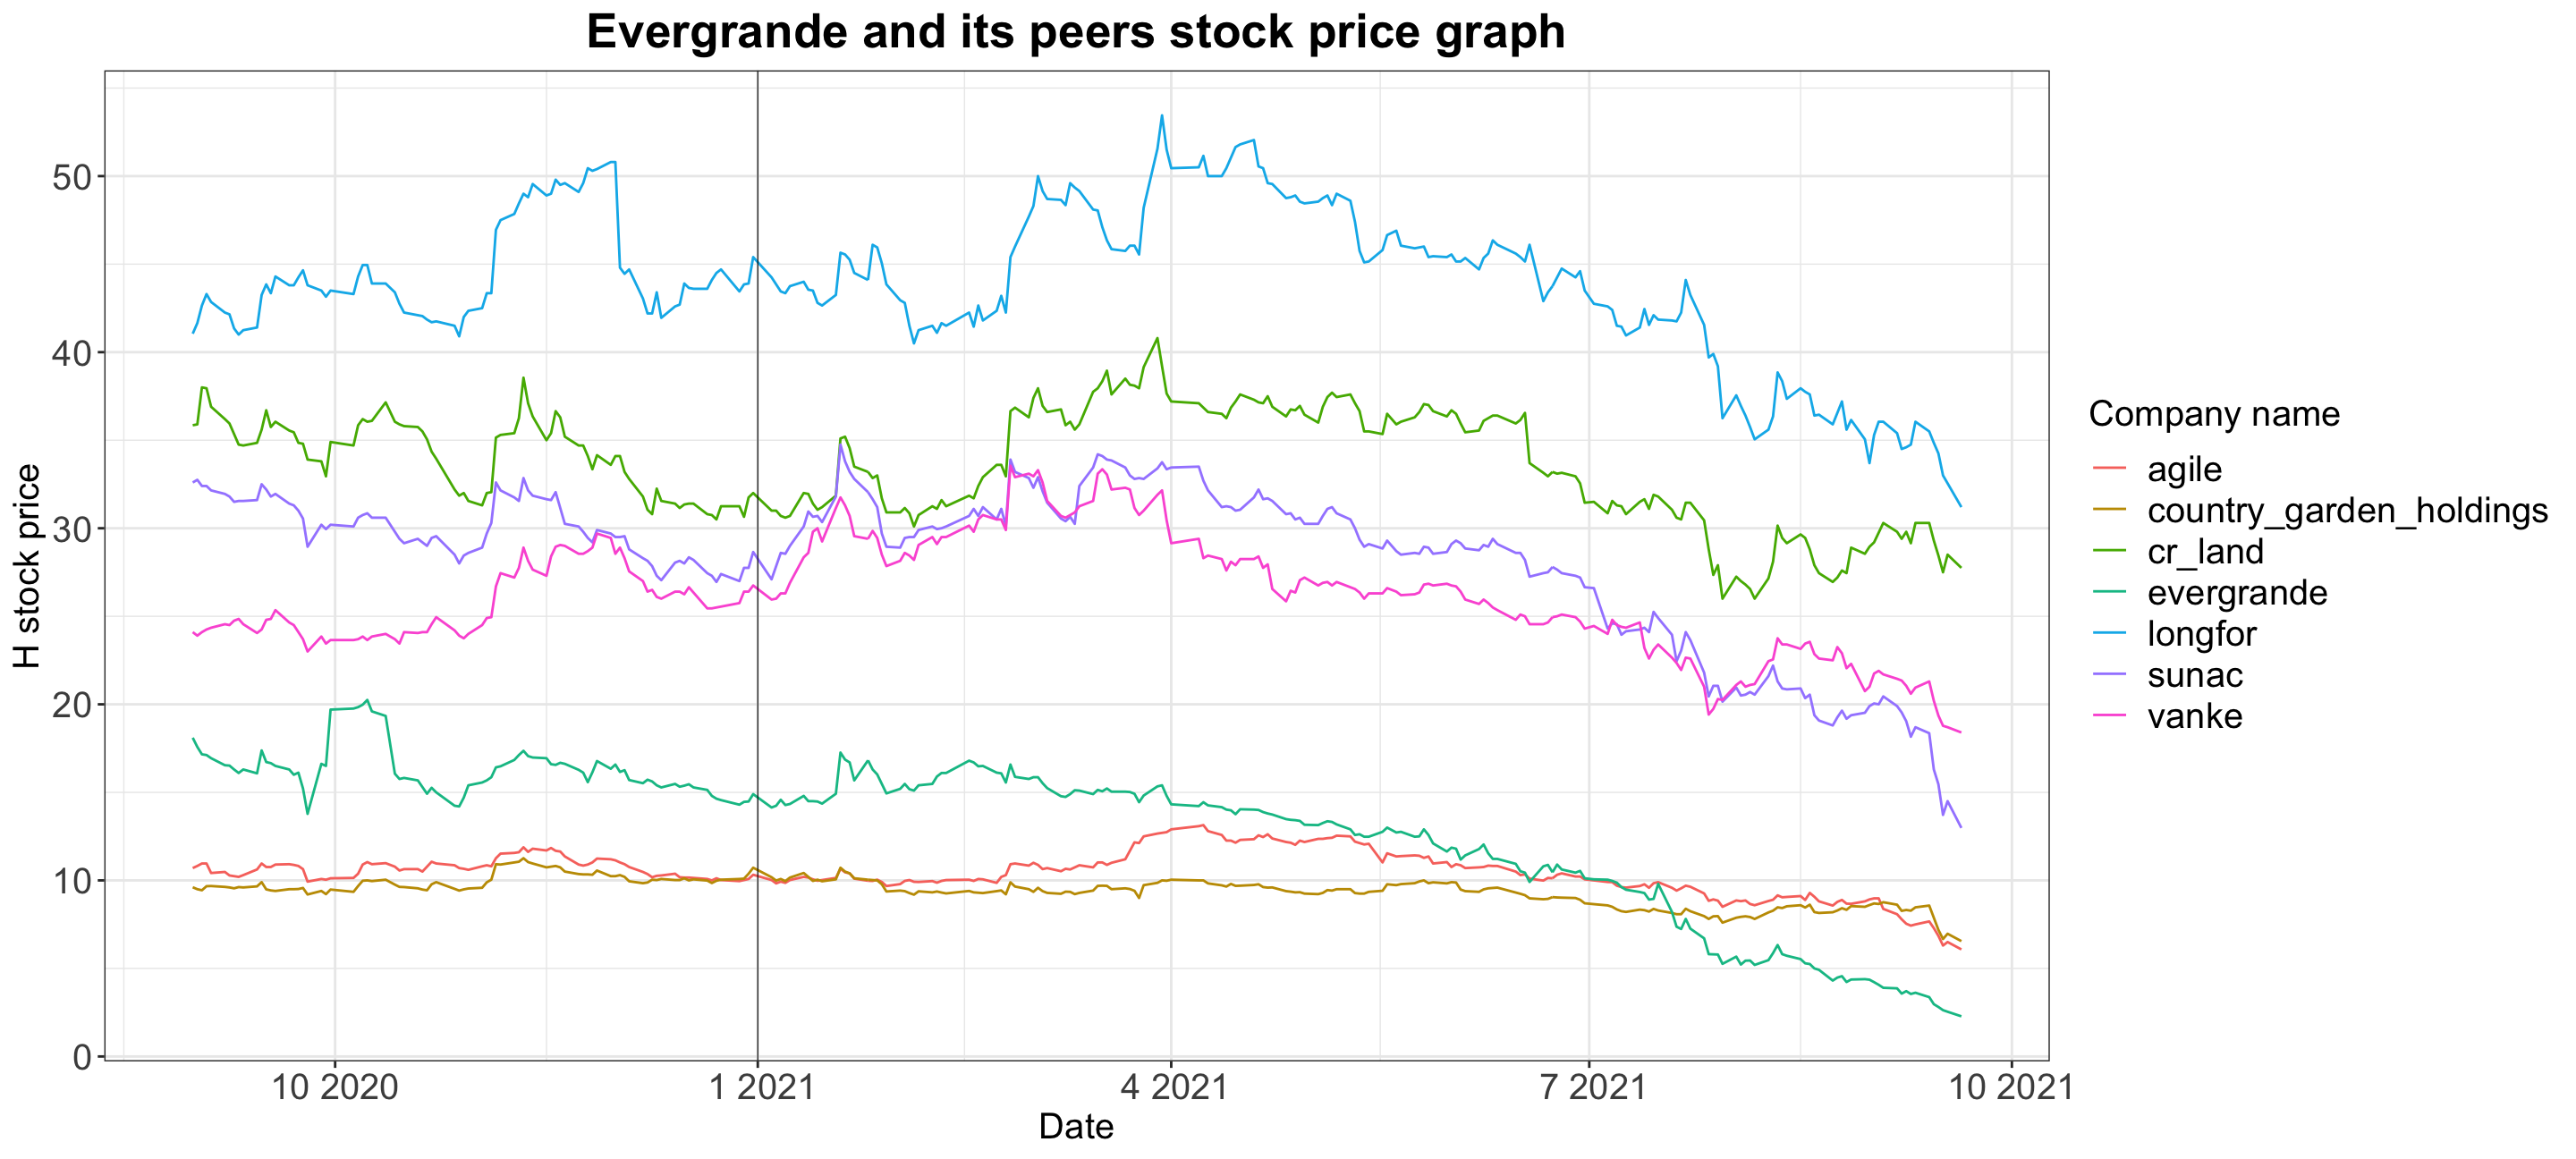 Evergrande and its peers stock price graph
H stock price
50
40
30
20
10
0
10 2020
1 2021
4 2021
7 2021
10 2021
Date
Company name
agile
country_garden_holdings
cr_land
evergrande
longfor
sunac
vanke